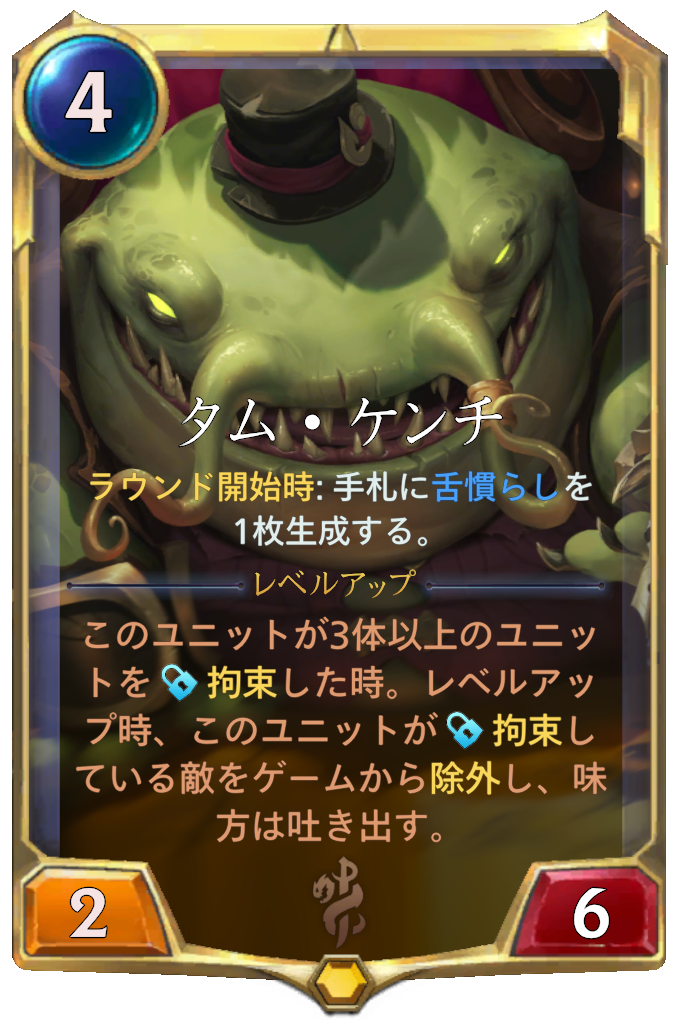 4
タム・ケンチ
ラウンド開始時: 手札に舌慣らしを
1枚生成する。
レベルアップ
このユニットが3体以上のユニッ
トを 拘束した時。レベルアッ
プ時、このユニットが 拘束し
ている敵をゲームから除外し、味
方は吐き出す。
2
6